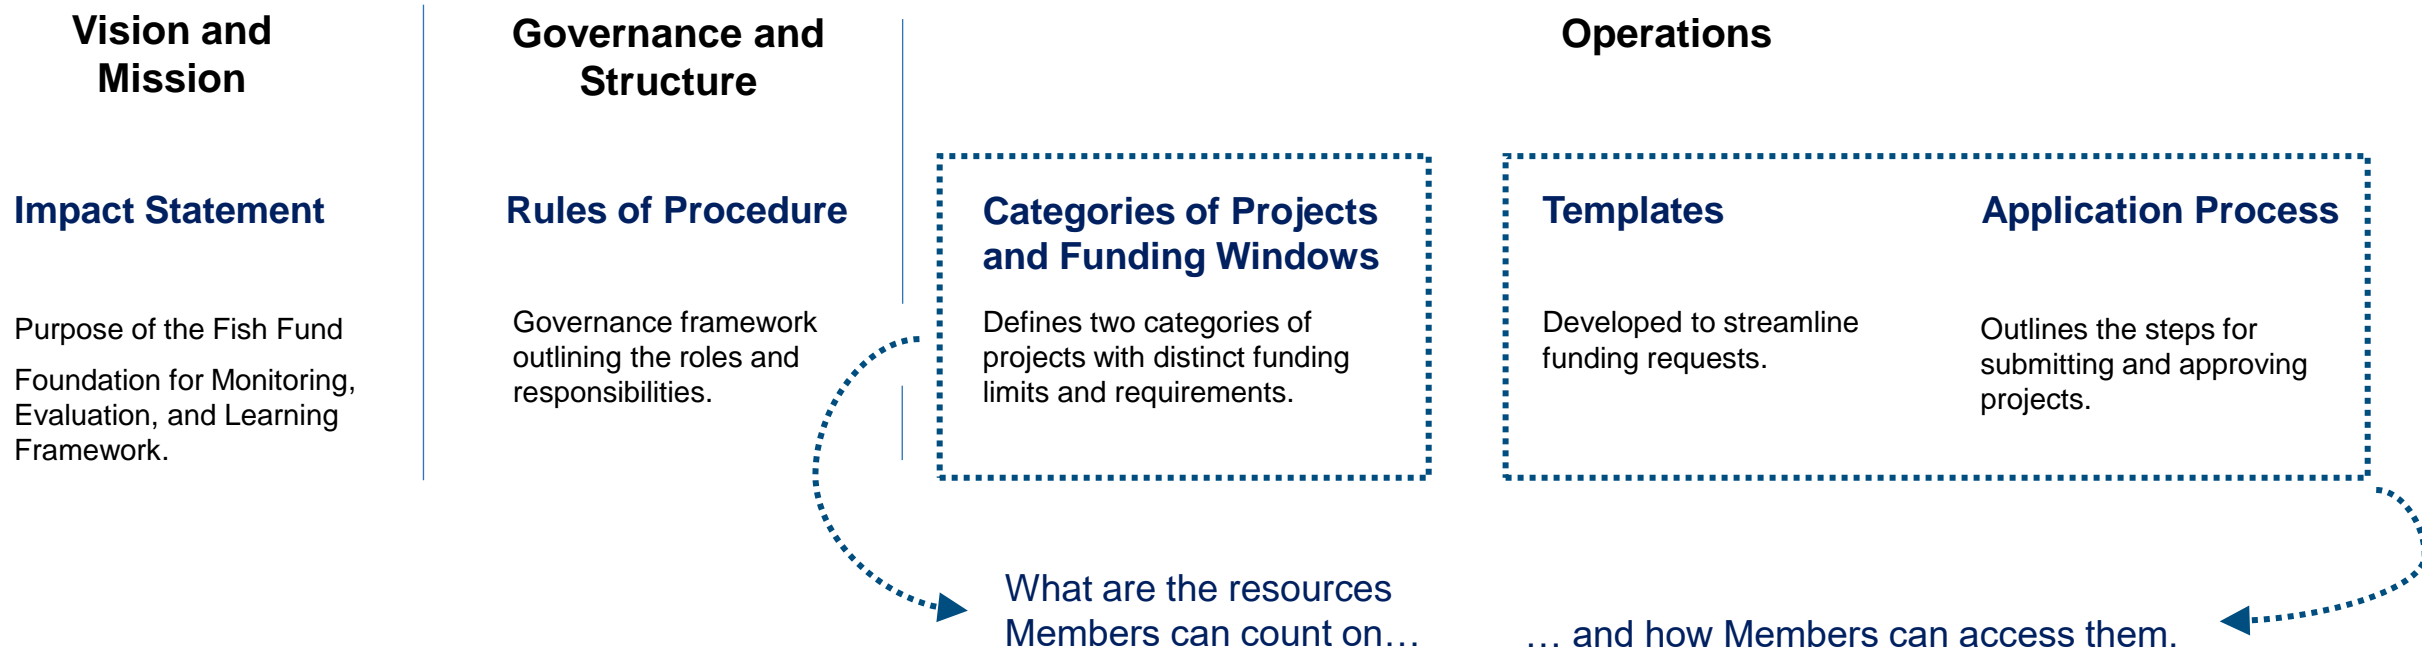 Vision and
Mission
Governance and
Structure
Operations
Impact Statement
Rules of Procedure
Categories of Projects
and Funding Windows
Templates
Application Process
Purpose of the Fish Fund
Foundation for Monitoring,
Evaluation, and Learning
Framework.
Governance framework
outlining the roles and
responsibilities.
Defines two categories of
projects with distinct funding
limits and requirements.
Developed to streamline
funding requests.
Outlines the steps for
submitting and approving
projects.
What are the resources
Members can count on…
… and how Members can access them.